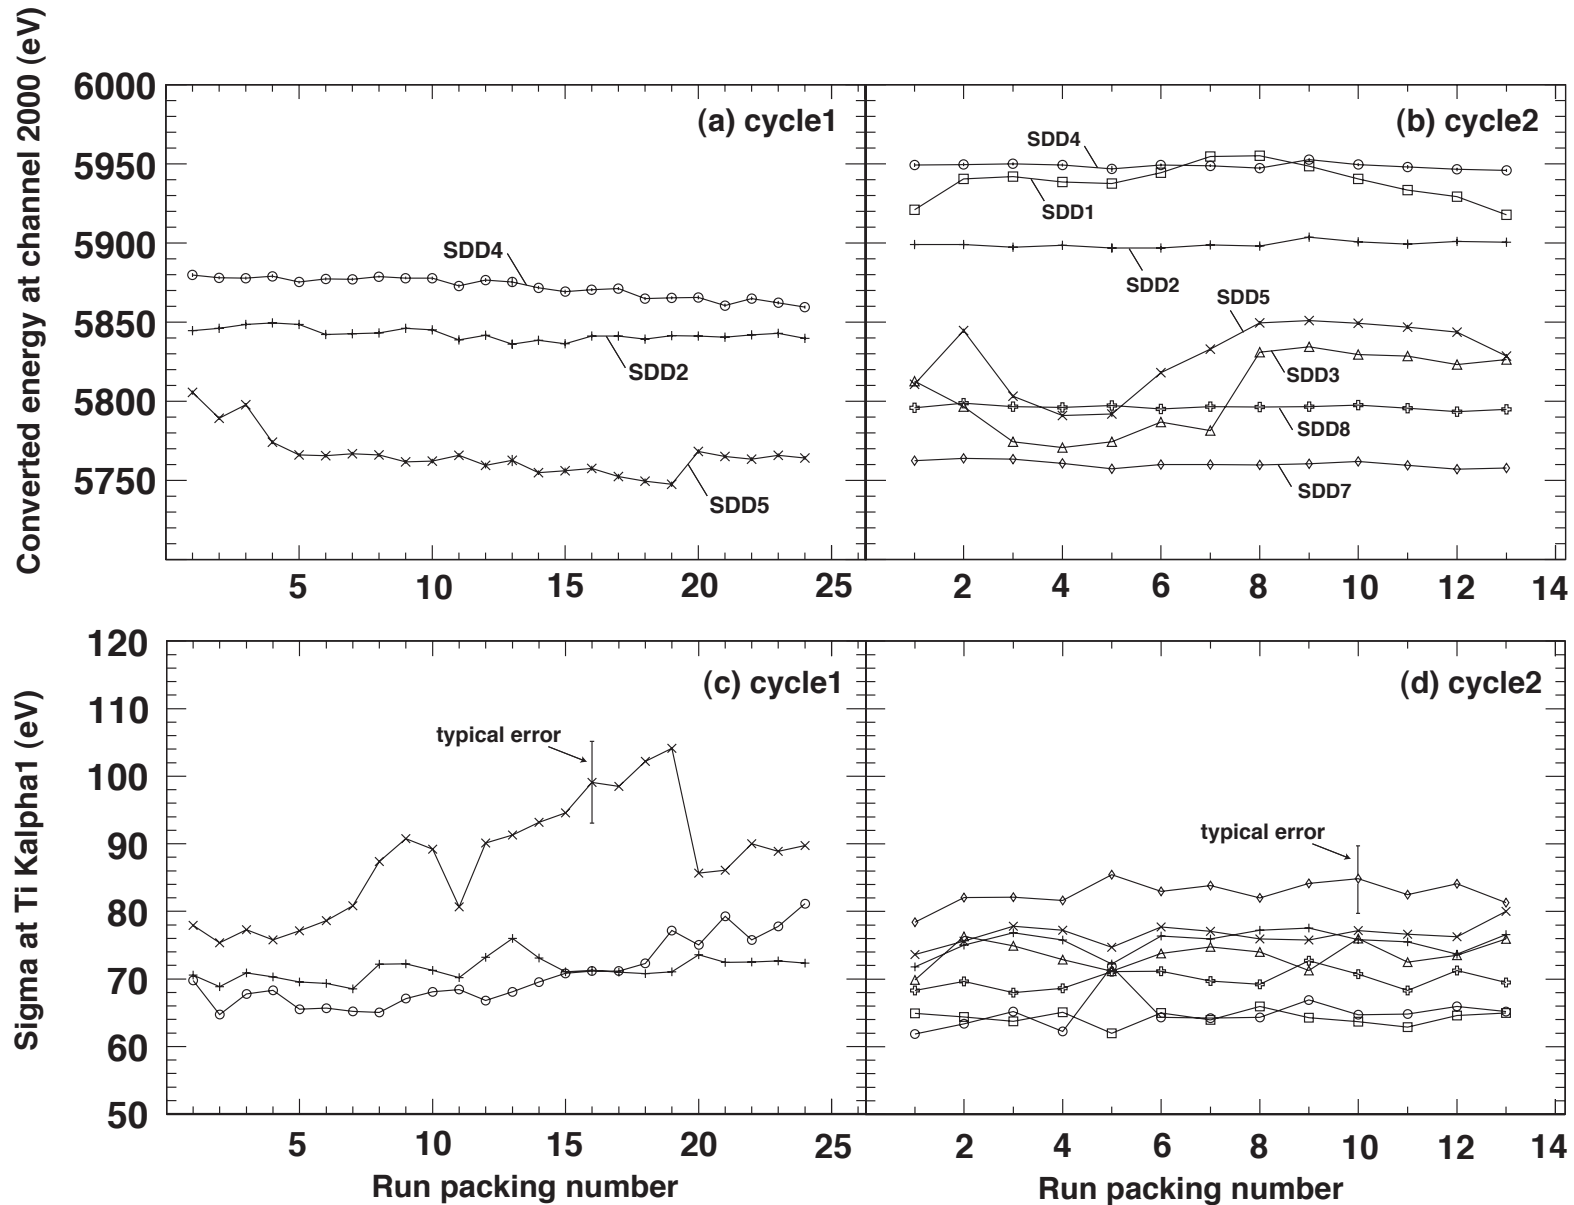 Converted energy at channel 2000 (eV)
6000
5950
5900
5850
5800
5750
(a) cycle1
SDD4
SDD2
SDD5
5 10 15 20 25
(b) cycle2
SDD4
SDD1
SDD2
SDD5
SDD3
SDD8
SDD7
2 4 6 8 10 12 14
Sigma at Ti Kalpha1 (eV)
120
110
100
90
80
70
60
50
(c) cycle1
typical error
5 10 15 20 25
Run packing number
(d) cycle2
typical error
2 4 6 8 10 12 14
Run packing number